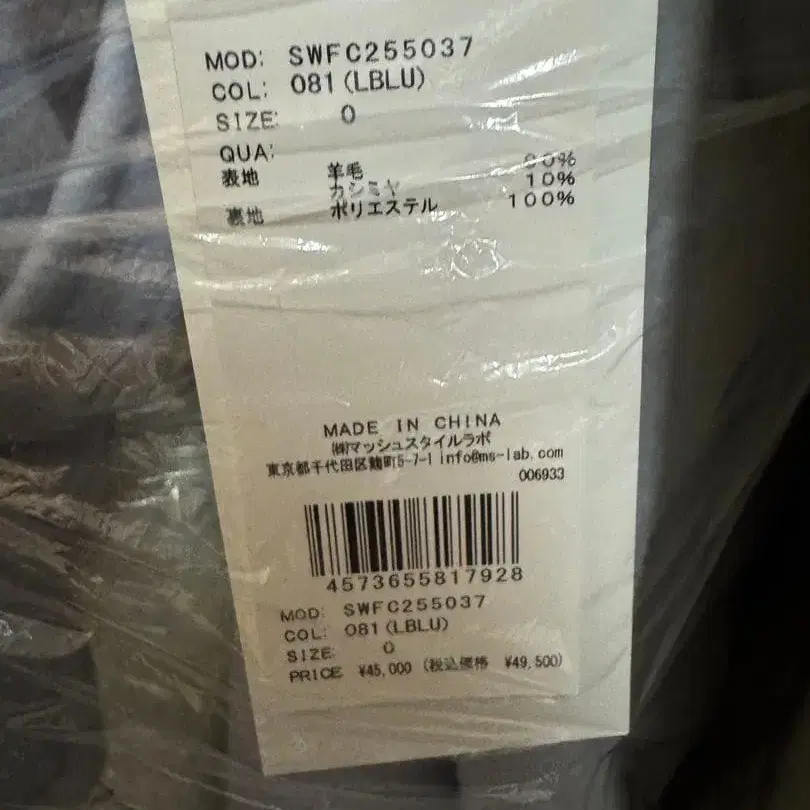 MOD: SWFC255037
COL: 081(LBLU)
SIZE: 0
QUA:
表地 羊毛 90%
カシミヤ 10%
裏地 ポリエステル 100%
MADE IN CHINA
㈱マッシュスタイルラボ
東京都千代田区麹町5-7-1 info@ms-lab.com
006933
4573655817928
MOD: SWFC255037
COL: 081(LBLU)
SIZE: 0
PRICE ¥45,000 (税込価格 ¥49,500)